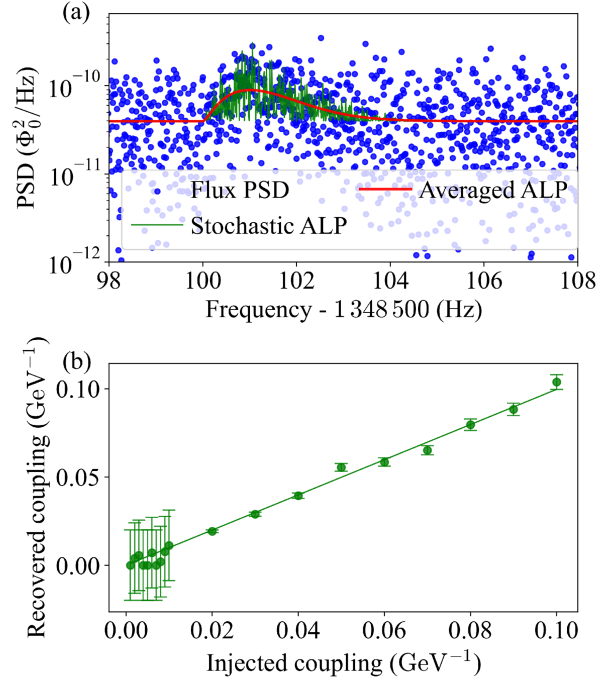 (a)
PSD (Φ₀²/Hz)
10⁻¹⁰
10⁻¹¹
10⁻¹²
Flux PSD
Averaged ALP
Stochastic ALP
98 100 102 104 106 108
Frequency - 1 348 500 (Hz)
(b)
Recovered coupling (GeV⁻¹)
0.10
0.05
0.00
0.00 0.02 0.04 0.06 0.08 0.10
Injected coupling (GeV⁻¹)